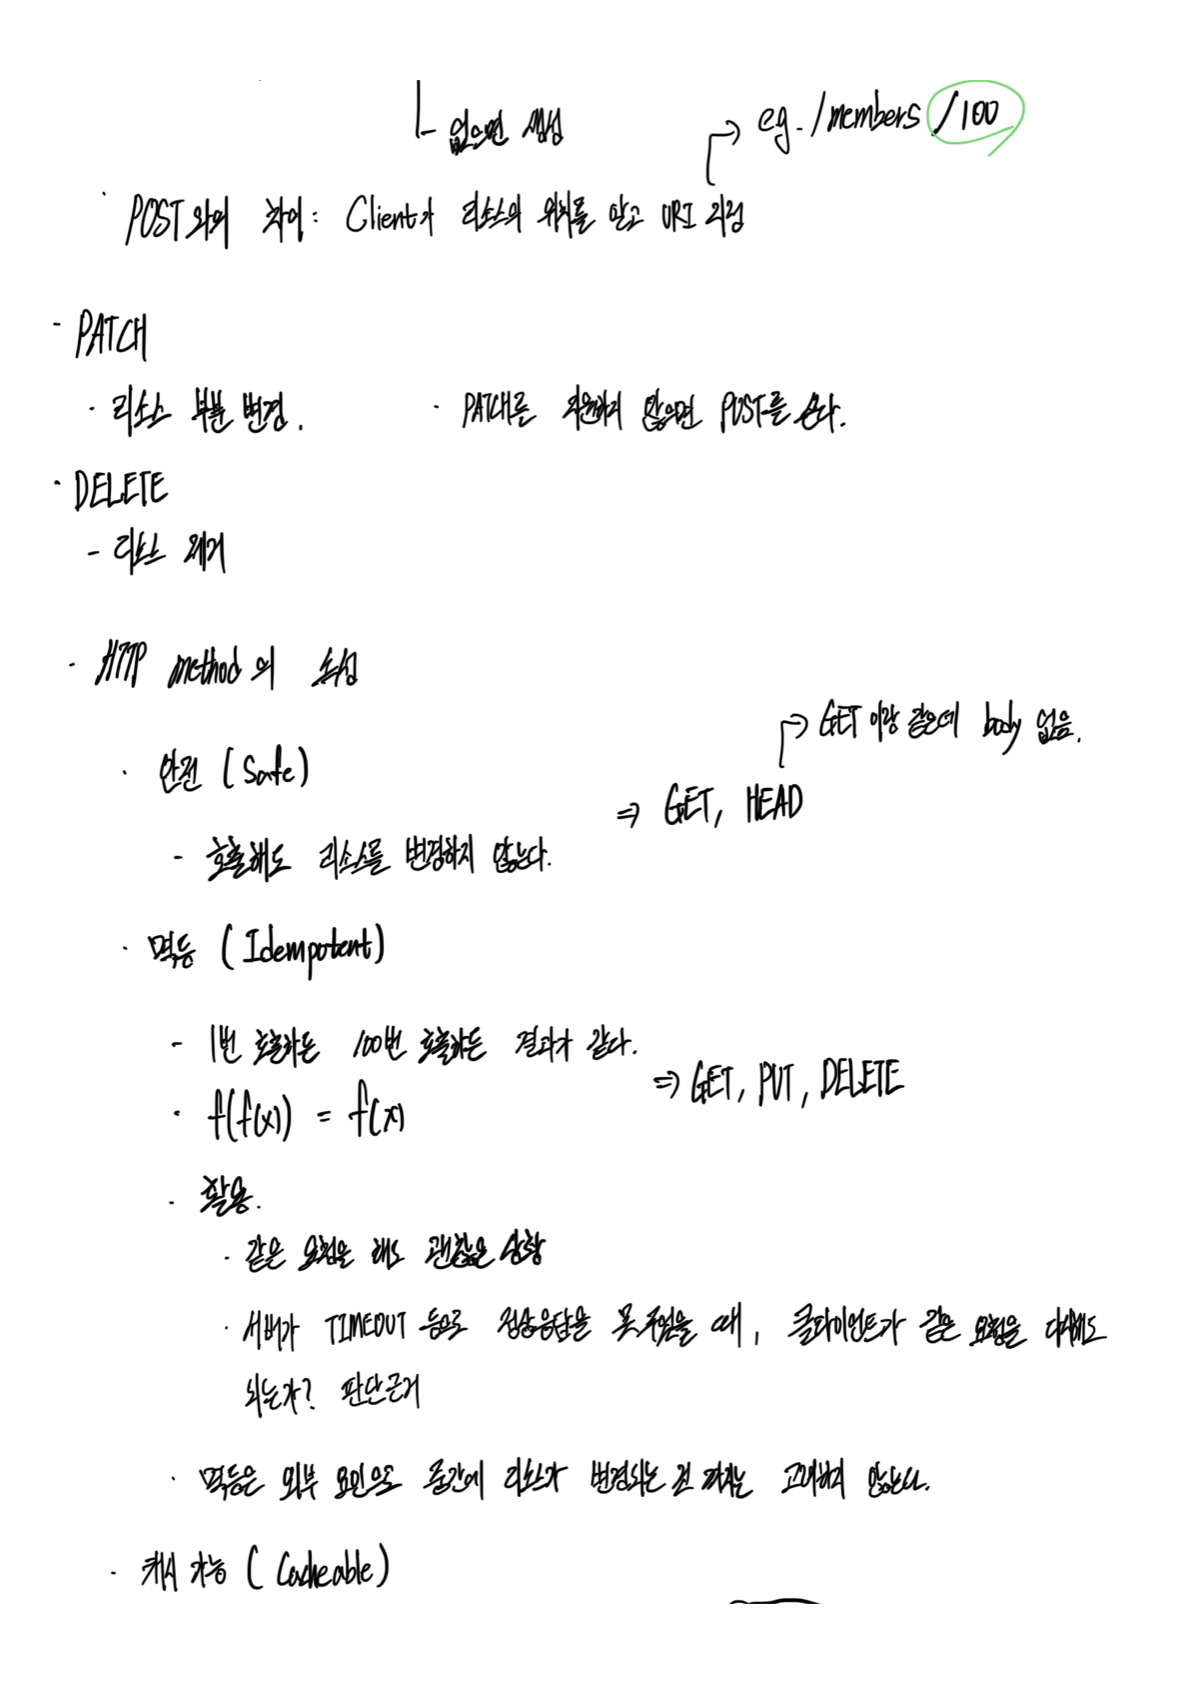 없으면 생성
eg. /members /100
POST와의 차이: Client가 리소스의 위치를 알고 URI 지정
PATCH
리소스 부분 변경.
PATCH를 지원하지 않으면 POST를 쓴다.
DELETE
- 리소스 제거
HTTP method의 속성
GET이랑 같은데 body 없음.
안전 (Safe)
⇒ GET, HEAD
- 호출해도 리소스를 변경하지 않는다.
멱등 (Idempotent)
- 1번 호출하든 100번 호출하든 결과가 같다.
⇒ GET, PUT, DELETE
f(f(x)) = f(x)
활용.
같은 요청을 해도 괜찮은 상황
서버가 TIMEOUT 등으로 정상응답을 못 주었을 때, 클라이언트가 같은 요청을 다시해도
되는가? 판단근거
멱등은 외부 요인으로 중간에 리소스가 변경되는 건 까지는 고려하지 않는다.
캐시 가능 (Cacheable)